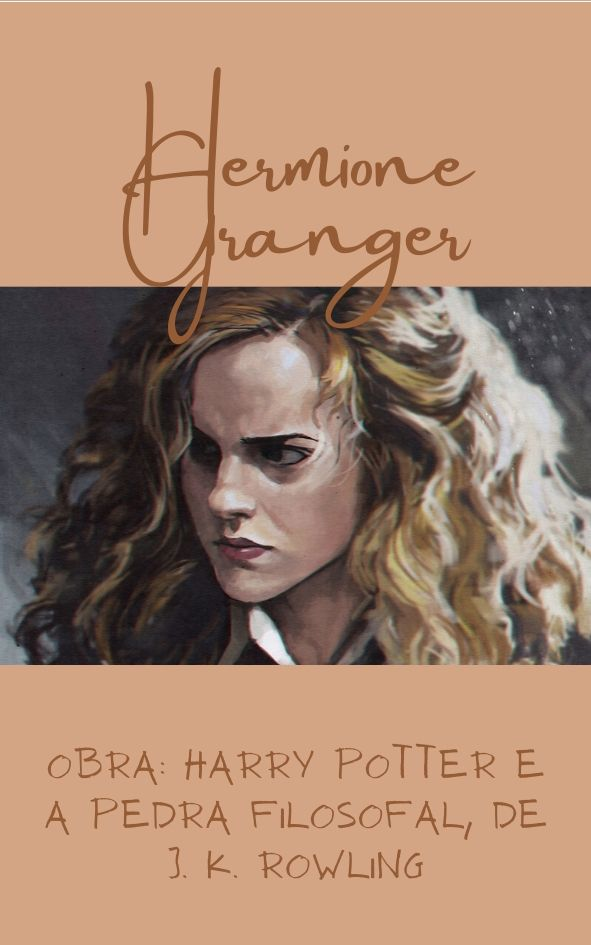 Hermione
Granger
OBRA: HARRY POTTER E
A PEDRA FILOSOFAL, DE
J. K. ROWLING